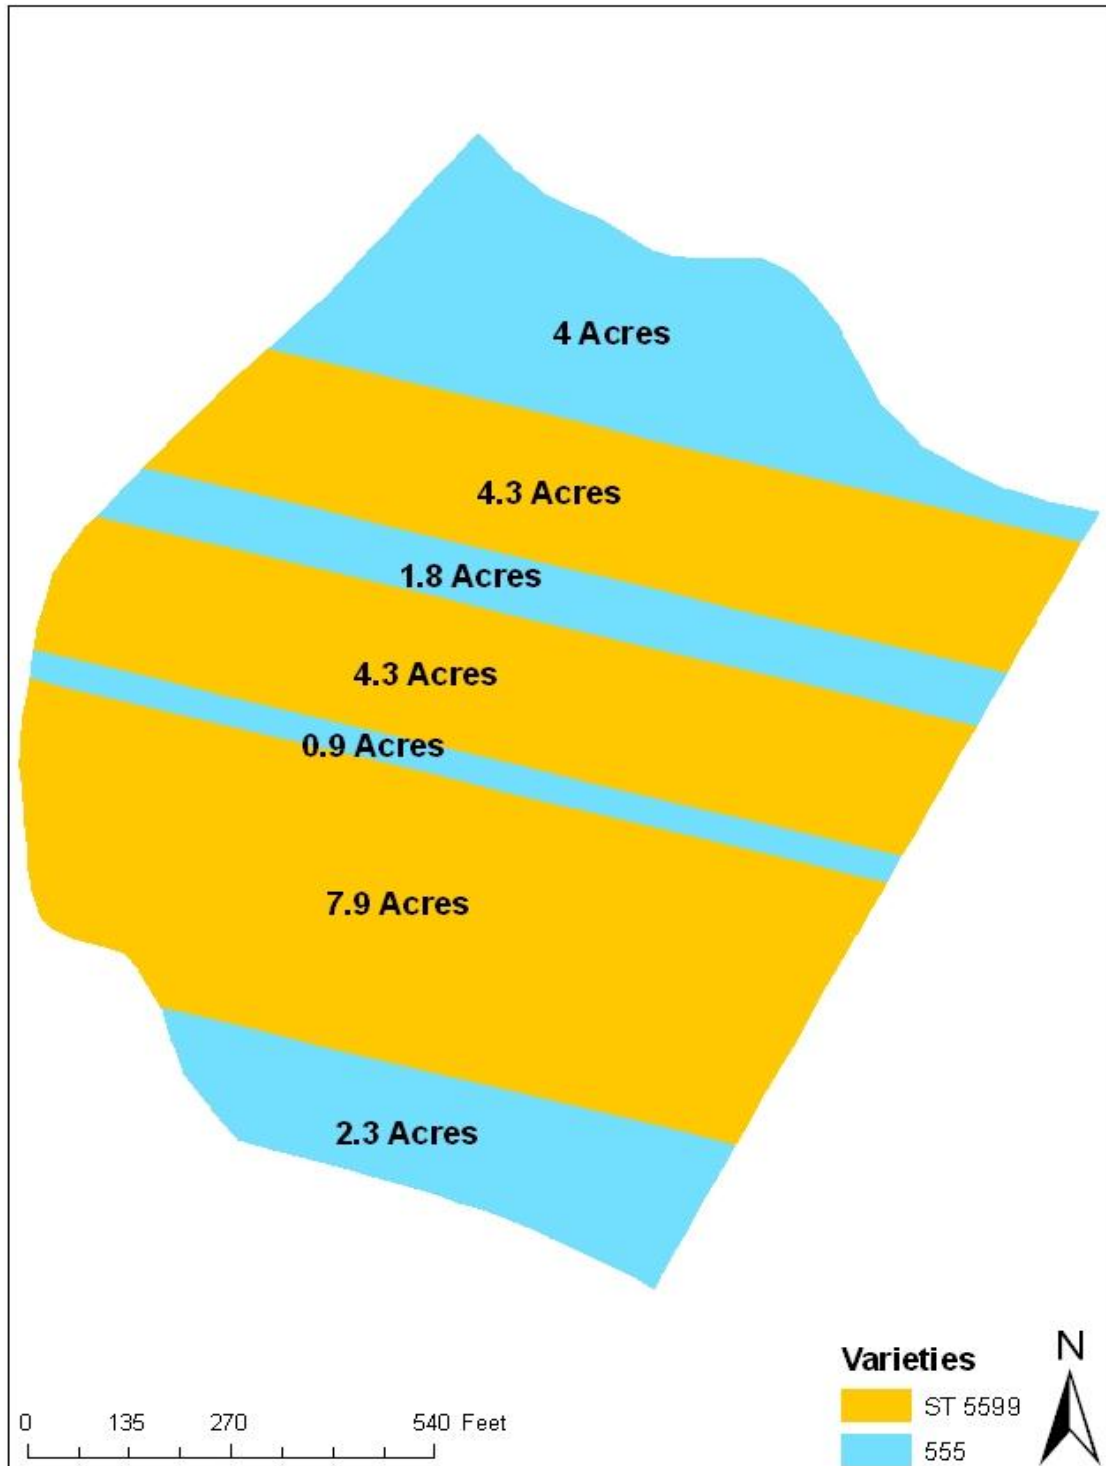 4 Acres
4.3 Acres
1.8 Acres
4.3 Acres
0.9 Acres
7.9 Acres
2.3 Acres
N
Varieties
ST 5599
555
0 135 270 540 Feet